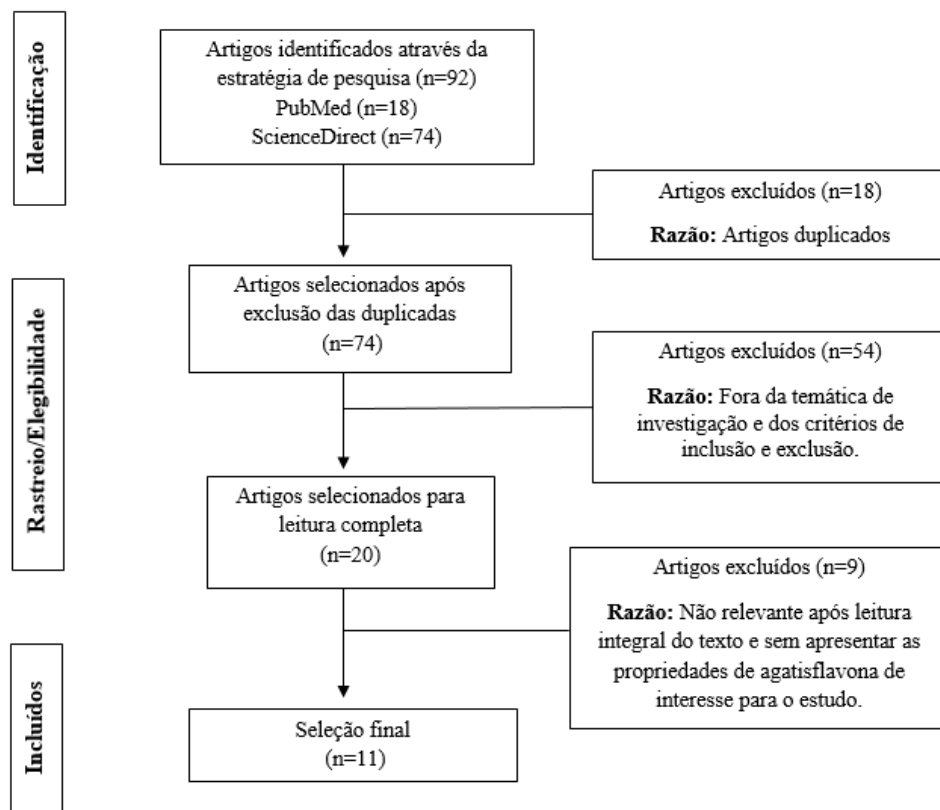 Identificação
Artigos identificados através da
estratégia de pesquisa (n=92)
PubMed (n=18)
ScienceDirect (n=74)
Artigos excluídos (n=18)
Razão: Artigos duplicados
Rastreio/Elegibilidade
Artigos selecionados após
exclusão das duplicadas
(n=74)
Artigos excluídos (n=54)
Razão: Fora da temática de
investigação e dos critérios de
inclusão e exclusão.
Artigos selecionados para
leitura completa
(n=20)
Artigos excluídos (n=9)
Razão: Não relevante após leitura
integral do texto e sem apresentar as
propriedades de agatisflavona de
interesse para o estudo.
Incluídos
Seleção final
(n=11)